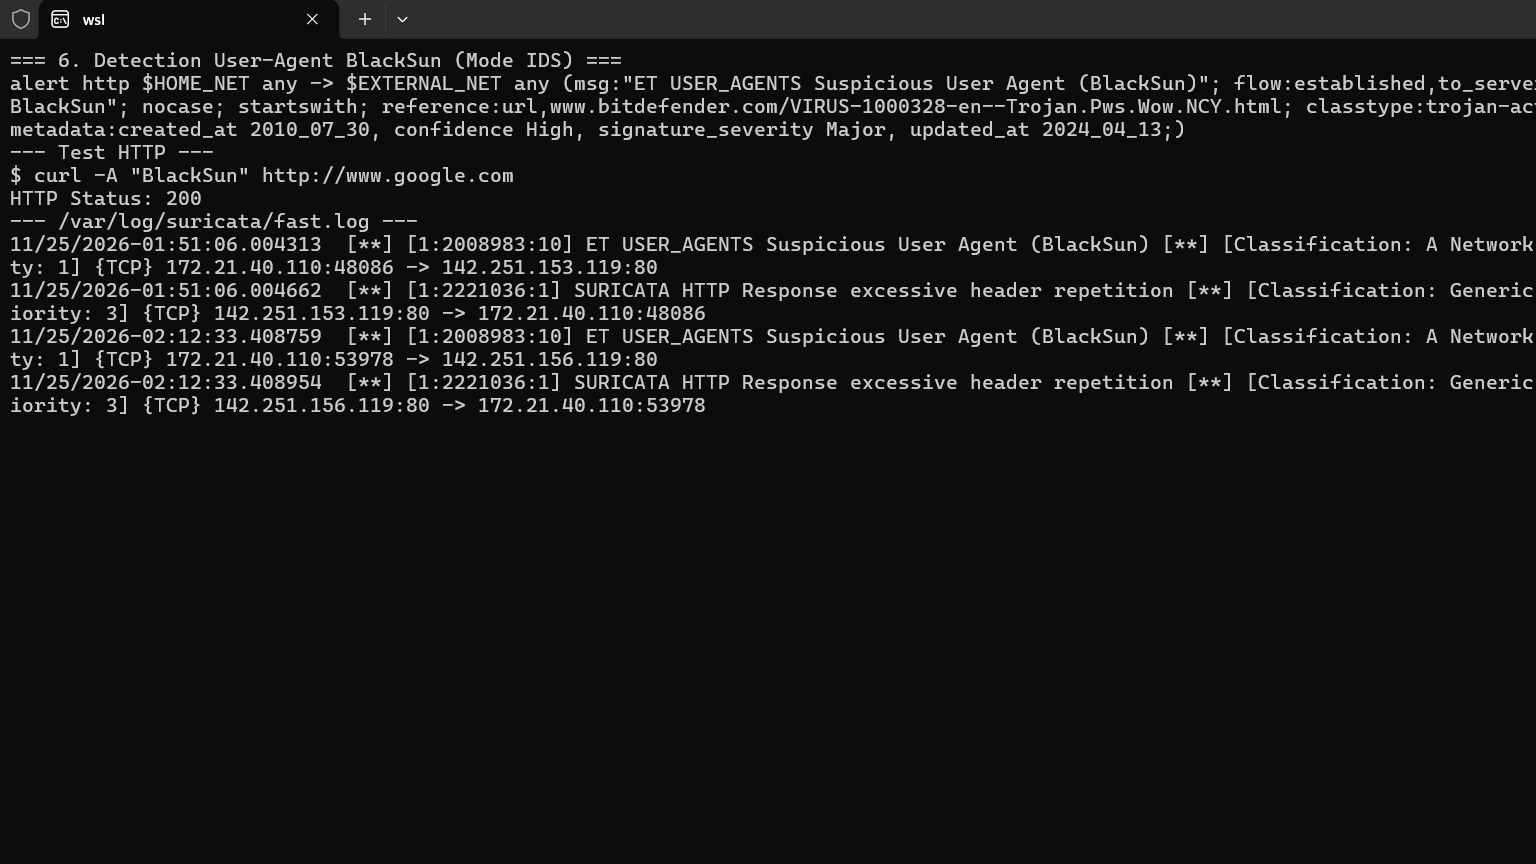 wsl
=== 6. Detection User-Agent BlackSun (Mode IDS) ===
alert http $HOME_NET any -> $EXTERNAL_NET any (msg:"ET USER_AGENTS Suspicious User Agent (BlackSun)"; flow:established,to_serve
BlackSun"; nocase; startswith; reference:url,www.bitdefender.com/VIRUS-1000328-en--Trojan.Pws.Wow.NCY.html; classtype:trojan-ac
metadata:created_at 2010_07_30, confidence High, signature_severity Major, updated_at 2024_04_13;)
--- Test HTTP ---
$ curl -A "BlackSun" http://www.google.com
HTTP Status: 200
--- /var/log/suricata/fast.log ---
11/25/2026-01:51:06.004313  [**] [1:2008983:10] ET USER_AGENTS Suspicious User Agent (BlackSun) [**] [Classification: A Network
ty: 1] {TCP} 172.21.40.110:48086 -> 142.251.153.119:80
11/25/2026-01:51:06.004662  [**] [1:2221036:1] SURICATA HTTP Response excessive header repetition [**] [Classification: Generic
iority: 3] {TCP} 142.251.153.119:80 -> 172.21.40.110:48086
11/25/2026-02:12:33.408759  [**] [1:2008983:10] ET USER_AGENTS Suspicious User Agent (BlackSun) [**] [Classification: A Network
ty: 1] {TCP} 172.21.40.110:53978 -> 142.251.156.119:80
11/25/2026-02:12:33.408954  [**] [1:2221036:1] SURICATA HTTP Response excessive header repetition [**] [Classification: Generic
iority: 3] {TCP} 142.251.156.119:80 -> 172.21.40.110:53978